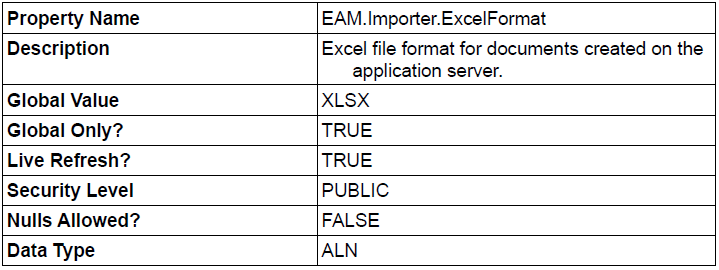 Property Name EAM.Importer.ExcelFormat
Description Excel file format for documents created on the
application server.
Global Value XLSX
Global Only? TRUE
Live Refresh? TRUE
Security Level PUBLIC
Nulls Allowed? FALSE
Data Type ALN